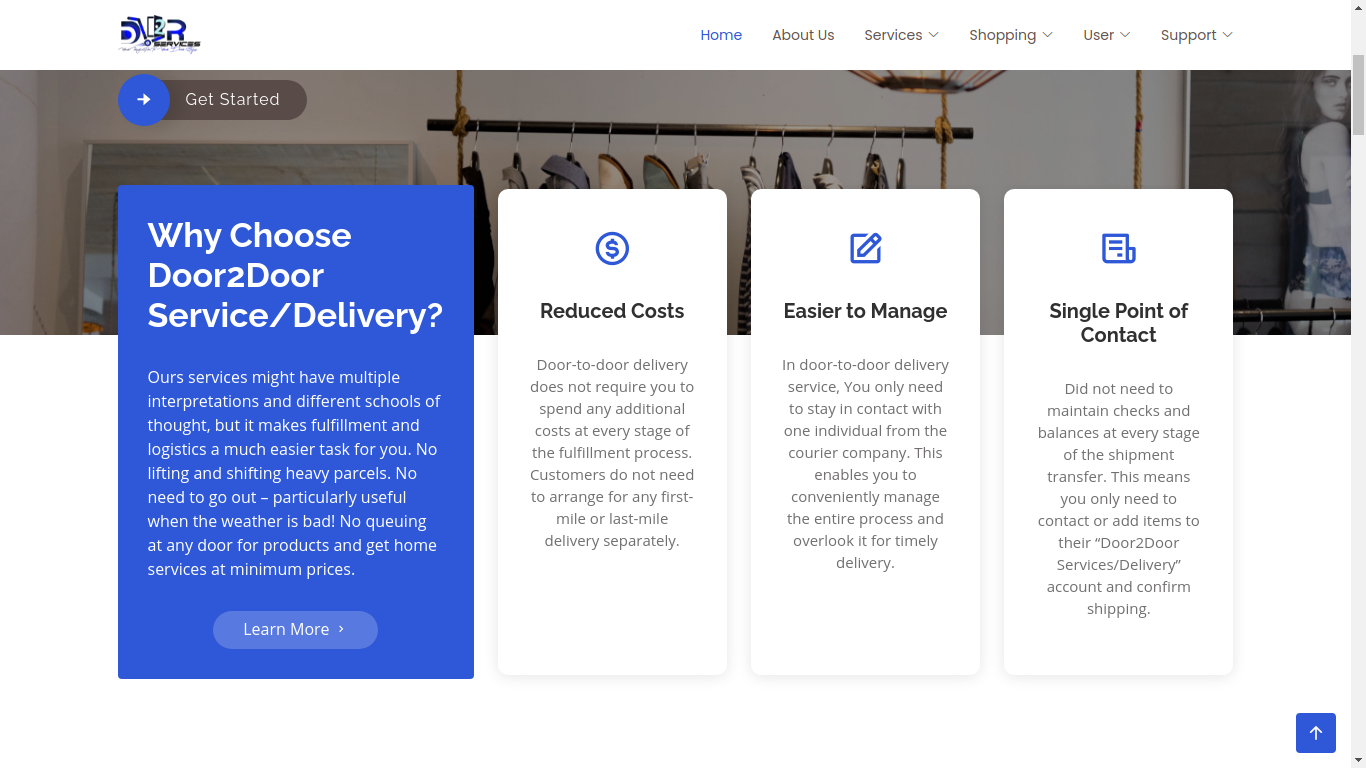 D2DR
SERVICES
Home
About Us
Services
Shopping
User
Support
Get Started
Why Choose
Door2Door
Service/Delivery?
Ours services might have multiple
interpretations and different schools of
thought, but it makes fulfillment and
logistics a much easier task for you. No
lifting and shifting heavy parcels. No
need to go out – particularly useful
when the weather is bad! No queuing
at any door for products and get home
services at minimum prices.
Learn More
Reduced Costs
Door-to-door delivery
does not require you to
spend any additional
costs at every stage of
the fulfillment process.
Customers do not need
to arrange for any first-
mile or last-mile
delivery separately.
Easier to Manage
In door-to-door delivery
service, You only need
to stay in contact with
one individual from the
courier company. This
enables you to
conveniently manage
the entire process and
overlook it for timely
delivery.
Single Point of
Contact
Did not need to
maintain checks and
balances at every stage
of the shipment
transfer. This means
you only need to
contact or add items to
their “Door2Door
Services/Delivery”
account and confirm
shipping.